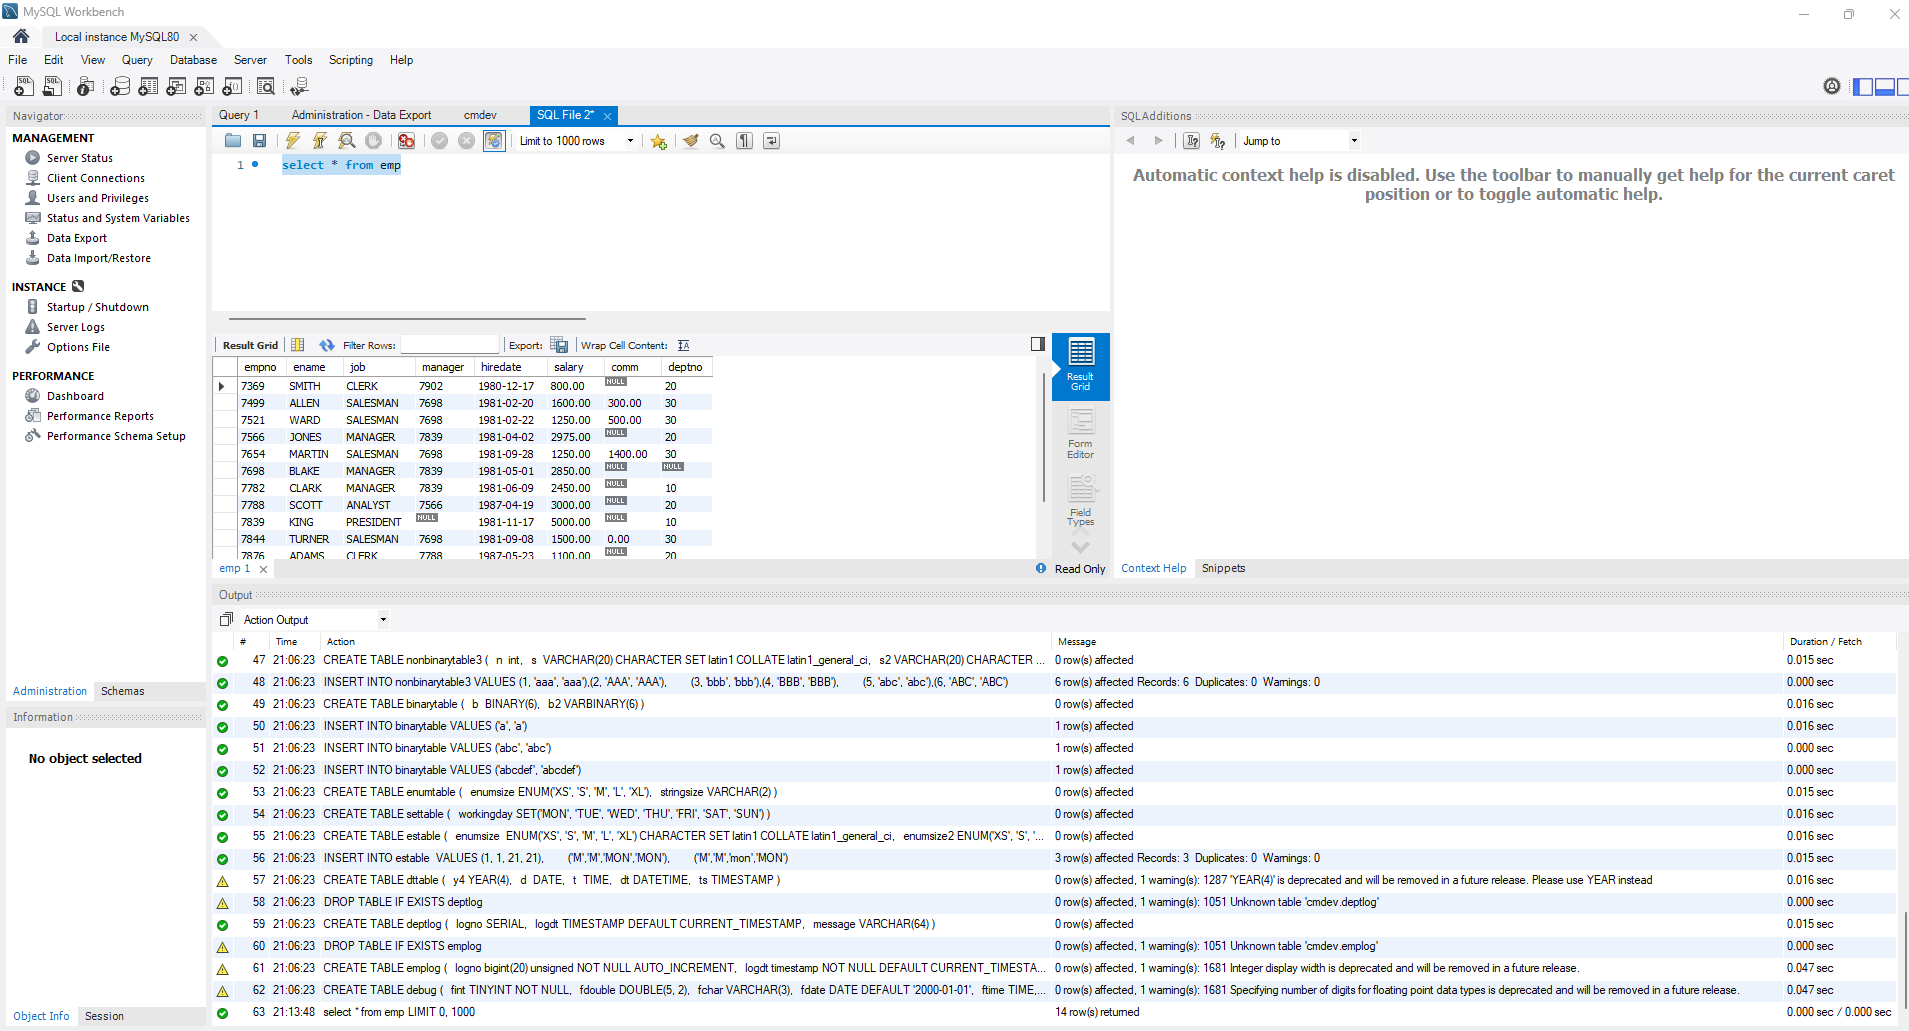 MySQL Workbench
Local instance MySQL80
File Edit View Query Database Server Tools Scripting Help
Navigator
MANAGEMENT
Server Status
Client Connections
Users and Privileges
Status and System Variables
Data Export
Data Import/Restore
INSTANCE
Startup / Shutdown
Server Logs
Options File
PERFORMANCE
Dashboard
Performance Reports
Performance Schema Setup
Administration Schemas
Information
No object selected
Object Info Session
Query 1 Administration - Data Export cmdev SQL File 2*
Limit to 1000 rows
1 select * from emp
Result Grid Filter Rows: Export: Wrap Cell Content:
empno ename job manager hiredate salary comm deptno
7369 SMITH CLERK 7902 1980-12-17 800.00 NULL 20
7499 ALLEN SALESMAN 7698 1981-02-20 1600.00 300.00 30
7521 WARD SALESMAN 7698 1981-02-22 1250.00 500.00 30
7566 JONES MANAGER 7839 1981-04-02 2975.00 NULL 20
7654 MARTIN SALESMAN 7698 1981-09-28 1250.00 1400.00 30
7698 BLAKE MANAGER 7839 1981-05-01 2850.00 NULL NULL
7782 CLARK MANAGER 7839 1981-06-09 2450.00 NULL 10
7788 SCOTT ANALYST 7566 1987-04-19 3000.00 NULL 20
7839 KING PRESIDENT NULL 1981-11-17 5000.00 NULL 10
7844 TURNER SALESMAN 7698 1981-09-08 1500.00 0.00 30
7876 ADAMS CLERK 7788 1987-05-23 1100.00 NULL 20
Result
Grid
Form
Editor
Field
Types
emp 1
Read Only
SQLAdditions
Jump to
Automatic context help is disabled. Use the toolbar to manually get help for the current caret
position or to toggle automatic help.
Context Help Snippets
Output
Action Output
# Time Action Message Duration / Fetch
47 21:06:23 CREATE TABLE nonbinarytable3 ( n int, s VARCHAR(20) CHARACTER SET latin1 COLLATE latin1_general_ci, s2 VARCHAR(20) CHARACTER ... 0 row(s) affected 0.015 sec
48 21:06:23 INSERT INTO nonbinarytable3 VALUES (1, 'aaa', 'aaa'),(2, 'AAA', 'AAA'), (3, 'bbb', 'bbb'),(4, 'BBB', 'BBB'), (5, 'abc', 'abc'),(6, 'ABC', 'ABC') 6 row(s) affected Records: 6 Duplicates: 0 Warnings: 0 0.000 sec
49 21:06:23 CREATE TABLE binarytable ( b BINARY(6), b2 VARBINARY(6) ) 0 row(s) affected 0.016 sec
50 21:06:23 INSERT INTO binarytable VALUES ('a', 'a') 1 row(s) affected 0.016 sec
51 21:06:23 INSERT INTO binarytable VALUES ('abc', 'abc') 1 row(s) affected 0.000 sec
52 21:06:23 INSERT INTO binarytable VALUES ('abcdef', 'abcdef') 1 row(s) affected 0.000 sec
53 21:06:23 CREATE TABLE enumtable ( enumsize ENUM('XS', 'S', 'M', 'L', 'XL'), stringsize VARCHAR(2) ) 0 row(s) affected 0.015 sec
54 21:06:23 CREATE TABLE settable ( workingday SET('MON', 'TUE', 'WED', 'THU', 'FRI', 'SAT', 'SUN') ) 0 row(s) affected 0.016 sec
55 21:06:23 CREATE TABLE estable ( enumsize ENUM('XS', 'S', 'M', 'L', 'XL') CHARACTER SET latin1 COLLATE latin1_general_ci, enumsize2 ENUM('XS', 'S', '... 0 row(s) affected 0.016 sec
56 21:06:23 INSERT INTO estable VALUES (1, 1, 21, 21), ('M','M','MON','MON'), ('M','M','mon','MON') 3 row(s) affected Records: 3 Duplicates: 0 Warnings: 0 0.015 sec
57 21:06:23 CREATE TABLE dttable ( y4 YEAR(4), d DATE, t TIME, dt DATETIME, ts TIMESTAMP ) 0 row(s) affected, 1 warning(s): 1287 'YEAR(4)' is deprecated and will be removed in a future release. Please use YEAR instead 0.016 sec
58 21:06:23 DROP TABLE IF EXISTS deptlog 0 row(s) affected, 1 warning(s): 1051 Unknown table 'cmdev.deptlog' 0.000 sec
59 21:06:23 CREATE TABLE deptlog ( logno SERIAL, logdt TIMESTAMP DEFAULT CURRENT_TIMESTAMP, message VARCHAR(64) ) 0 row(s) affected 0.015 sec
60 21:06:23 DROP TABLE IF EXISTS emplog 0 row(s) affected, 1 warning(s): 1051 Unknown table 'cmdev.emplog' 0.000 sec
61 21:06:23 CREATE TABLE emplog ( logno bigint(20) unsigned NOT NULL AUTO_INCREMENT, logdt timestamp NOT NULL DEFAULT CURRENT_TIMESTA... 0 row(s) affected, 1 warning(s): 1681 Integer display width is deprecated and will be removed in a future release. 0.047 sec
62 21:06:23 CREATE TABLE debug ( fint TINYINT NOT NULL, fdouble DOUBLE(5, 2), fchar VARCHAR(3), fdate DATE DEFAULT '2000-01-01', ftime TIME,... 0 row(s) affected, 1 warning(s): 1681 Specifying number of digits for floating point data types is deprecated and will be removed in a future release. 0.047 sec
63 21:13:48 select * from emp LIMIT 0, 1000 14 row(s) returned 0.000 sec / 0.000 sec